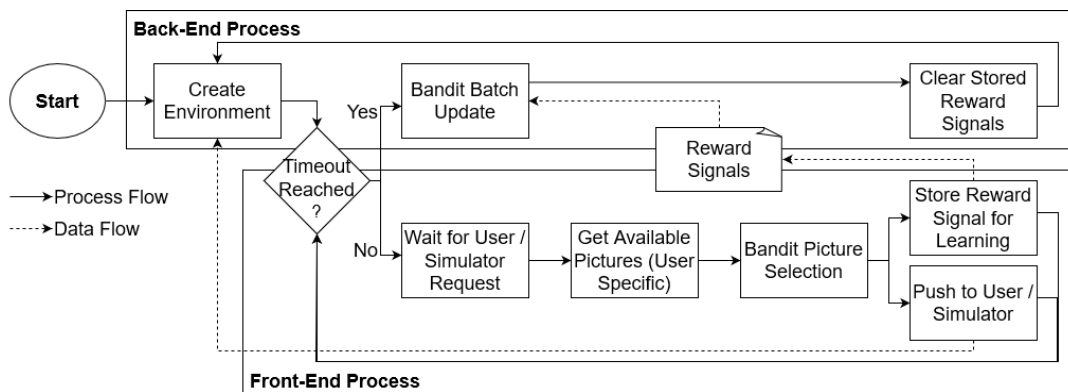 Back-End Process
Start
Create
Environment
Yes
Bandit Batch
Update
Clear Stored
Reward
Signals
Timeout
Reached
?
Reward
Signals
Process Flow
Data Flow
No
Wait for User /
Simulator
Request
Get Available
Pictures (User
Specific)
Bandit Picture
Selection
Store Reward
Signal for
Learning
Push to User /
Simulator
Front-End Process